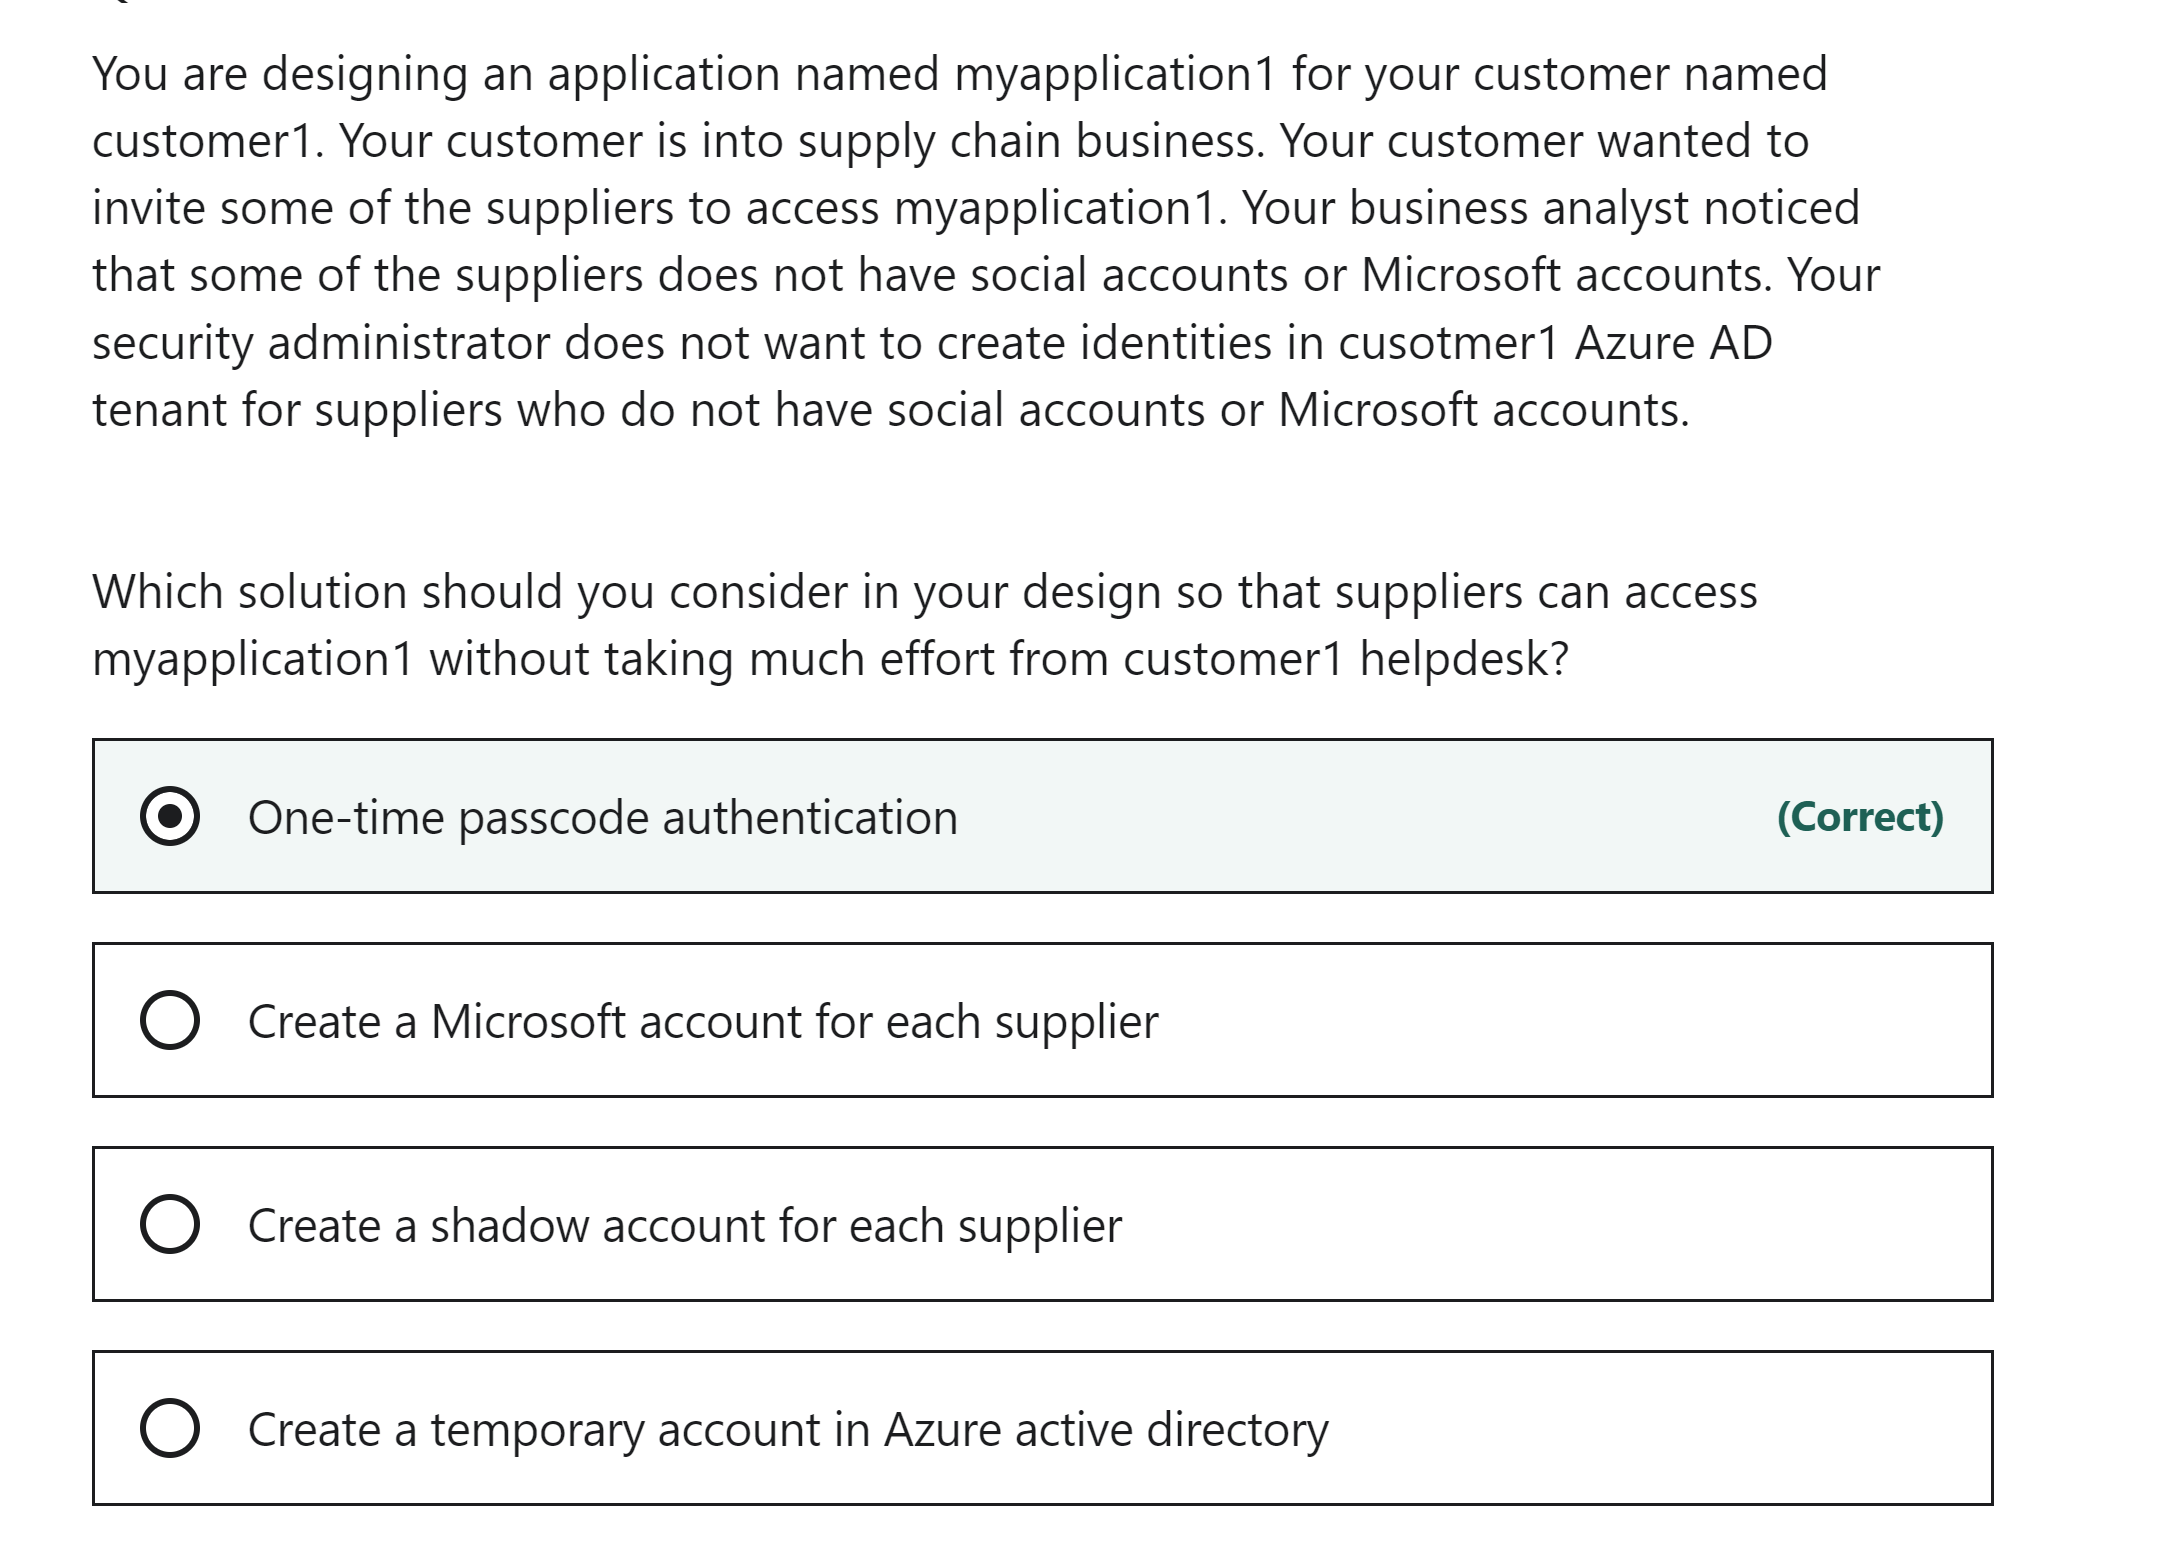 You are designing an application named myapplication1 for your customer named
customer1. Your customer is into supply chain business. Your customer wanted to
invite some of the suppliers to access myapplication1. Your business analyst noticed
that some of the suppliers does not have social accounts or Microsoft accounts. Your
security administrator does not want to create identities in cusotmer1 Azure AD
tenant for suppliers who do not have social accounts or Microsoft accounts.
Which solution should you consider in your design so that suppliers can access
myapplication1 without taking much effort from customer1 helpdesk?
One-time passcode authentication (Correct)
Create a Microsoft account for each supplier
Create a shadow account for each supplier
Create a temporary account in Azure active directory